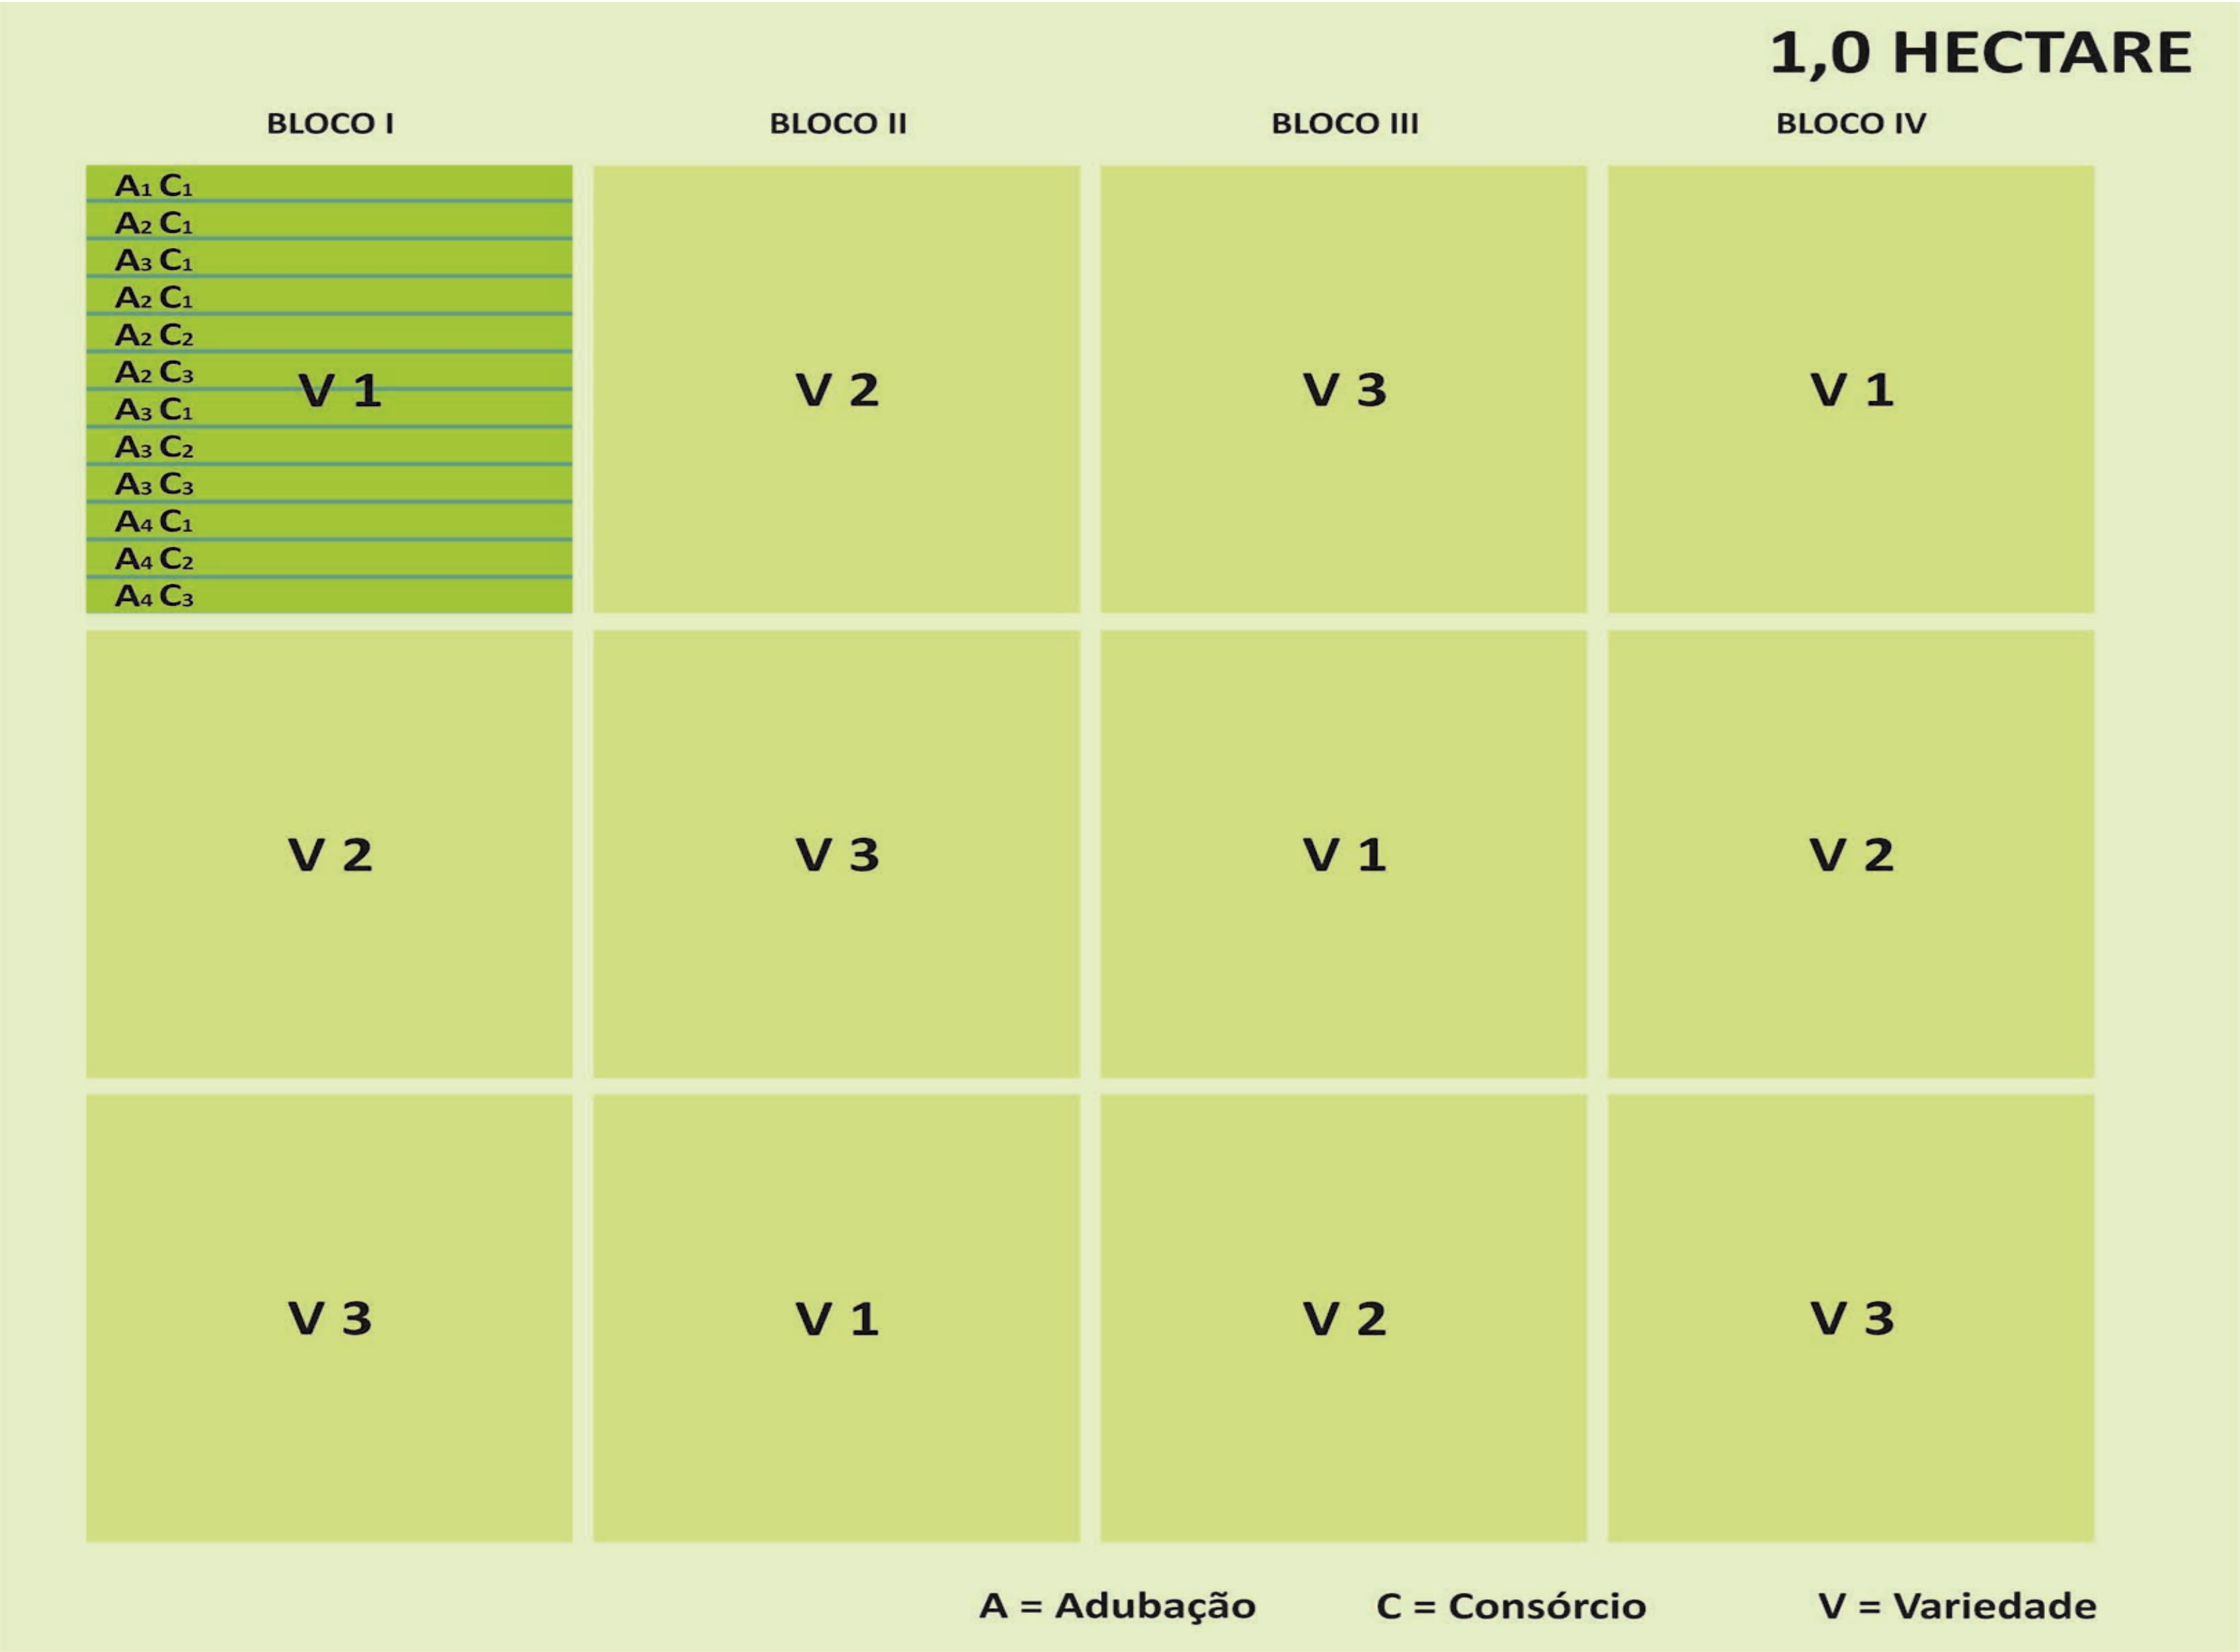 1,0 HECTARE
BLOCO I BLOCO II BLOCO III BLOCO IV
A1 C1
A2 C1
A3 C1
A2 C1
A2 C2
A2 C3
V 1 V 2 V 3 V 1
A3 C1
A3 C2
A3 C3
A4 C1
A4 C2
A4 C3
V 2 V 3 V 1 V 2
V 3 V 1 V 2 V 3
A = Adubação C = Consórcio V = Variedade